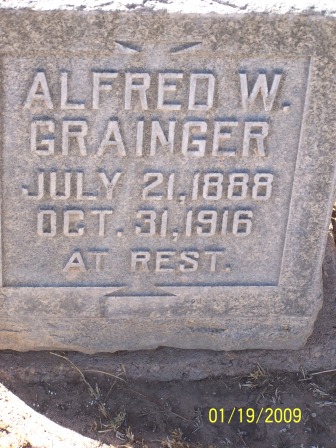 ALFRED W.
GRAINGER
JULY 21, 1888
OCT. 31, 1916
AT REST.
01/19/2009